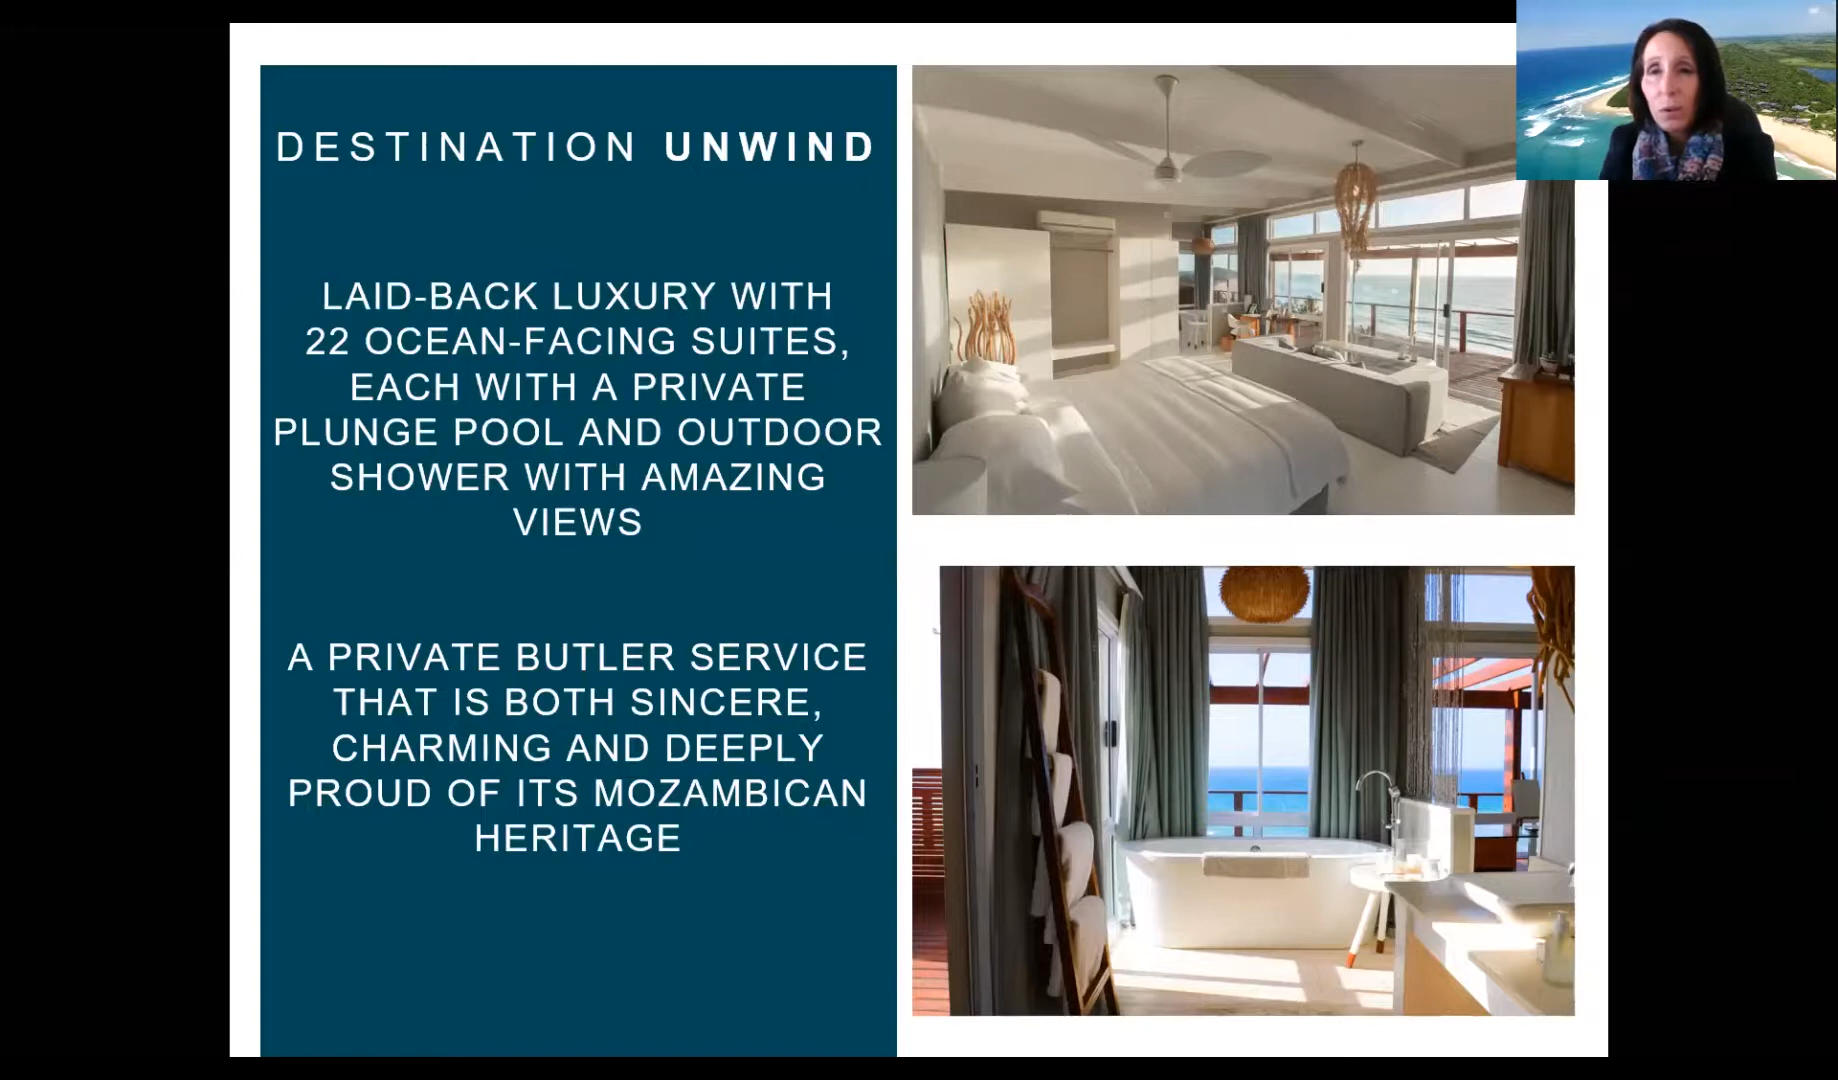 DESTINATION UNWIND
LAID-BACK LUXURY WITH
22 OCEAN-FACING SUITES,
EACH WITH A PRIVATE
PLUNGE POOL AND OUTDOOR
SHOWER WITH AMAZING
VIEWS
A PRIVATE BUTLER SERVICE
THAT IS BOTH SINCERE,
CHARMING AND DEEPLY
PROUD OF ITS MOZAMBICAN
HERITAGE